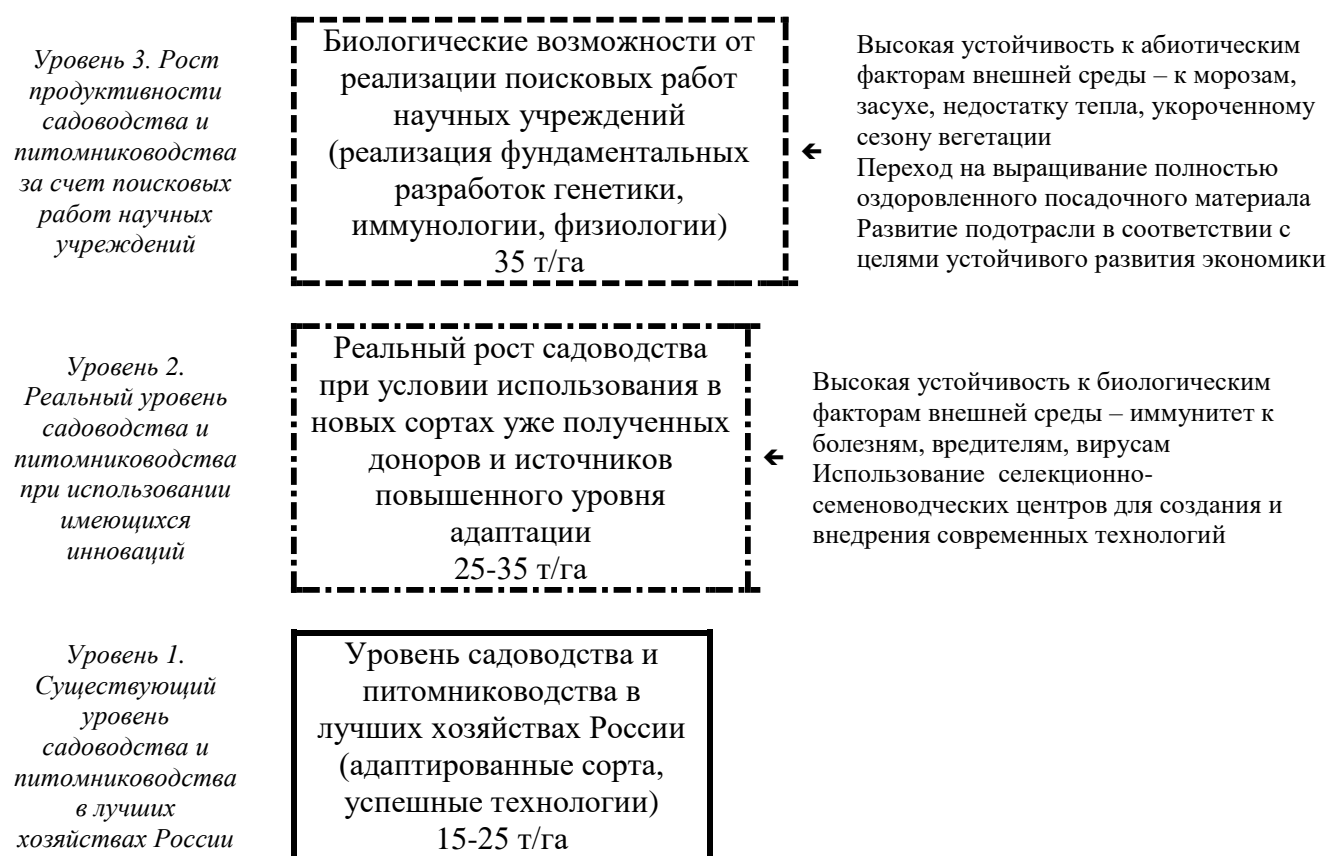 Уровень 3. Рост
продуктивности
садоводства и
питомниководства
за счет поисковых
работ научных
учреждений
Биологические возможности от
реализации поисковых работ
научных учреждений
(реализация фундаментальных
разработок генетики,
иммунологии, физиологии)
35 т/га
Высокая устойчивость к абиотическим
факторам внешней среды – к морозам,
засухе, недостатку тепла, укороченному
сезону вегетации
Переход на выращивание полностью
оздоровленного посадочного материала
Развитие подотрасли в соответствии с
целями устойчивого развития экономики
Уровень 2.
Реальный уровень
садоводства и
питомниководства
при использовании
имеющихся
инноваций
Реальный рост садоводства
при условии использования в
новых сортах уже полученных
доноров и источников
повышенного уровня
адаптации
25-35 т/га
Высокая устойчивость к биологическим
факторам внешней среды – иммунитет к
болезням, вредителям, вирусам
Использование селекционно-
семеноводческих центров для создания и
внедрения современных технологий
Уровень 1.
Существующий
уровень
садоводства и
питомниководства
в лучших
хозяйствах России
Уровень садоводства и
питомниководства в
лучших хозяйствах России
(адаптированные сорта,
успешные технологии)
15-25 т/га